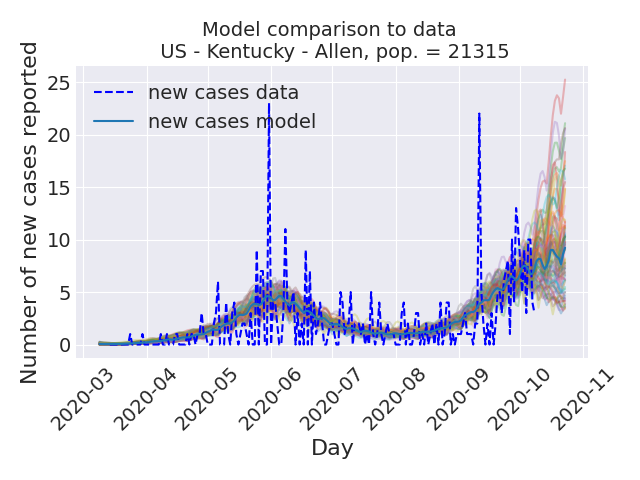 Model comparison to data
US - Kentucky - Allen, pop. = 21315
Number of new cases reported
25
20
15
10
5
0
new cases data
new cases model
2020-03
2020-04
2020-05
2020-06
2020-07
2020-08
2020-09
2020-10
2020-11
Day